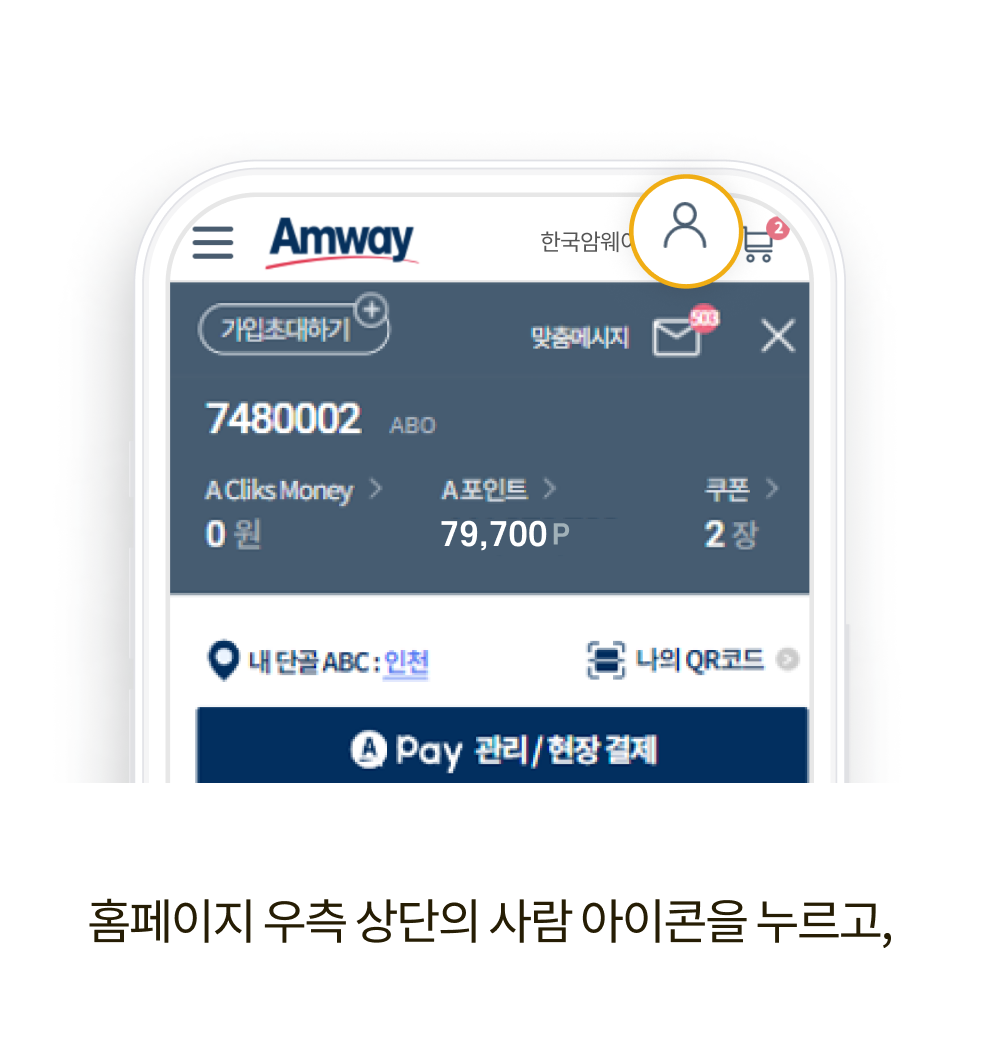 Amway
한국암웨이
2
가입초대하기
맞춤메시지
503
7480002 ABO
A Cliks Money
0 원
A 포인트
79,700 P
쿠폰
2 장
내 단골 ABC : 인천
나의 QR코드
A Pay 관리 / 현장 결제
홈페이지 우측 상단의 사람 아이콘을 누르고,